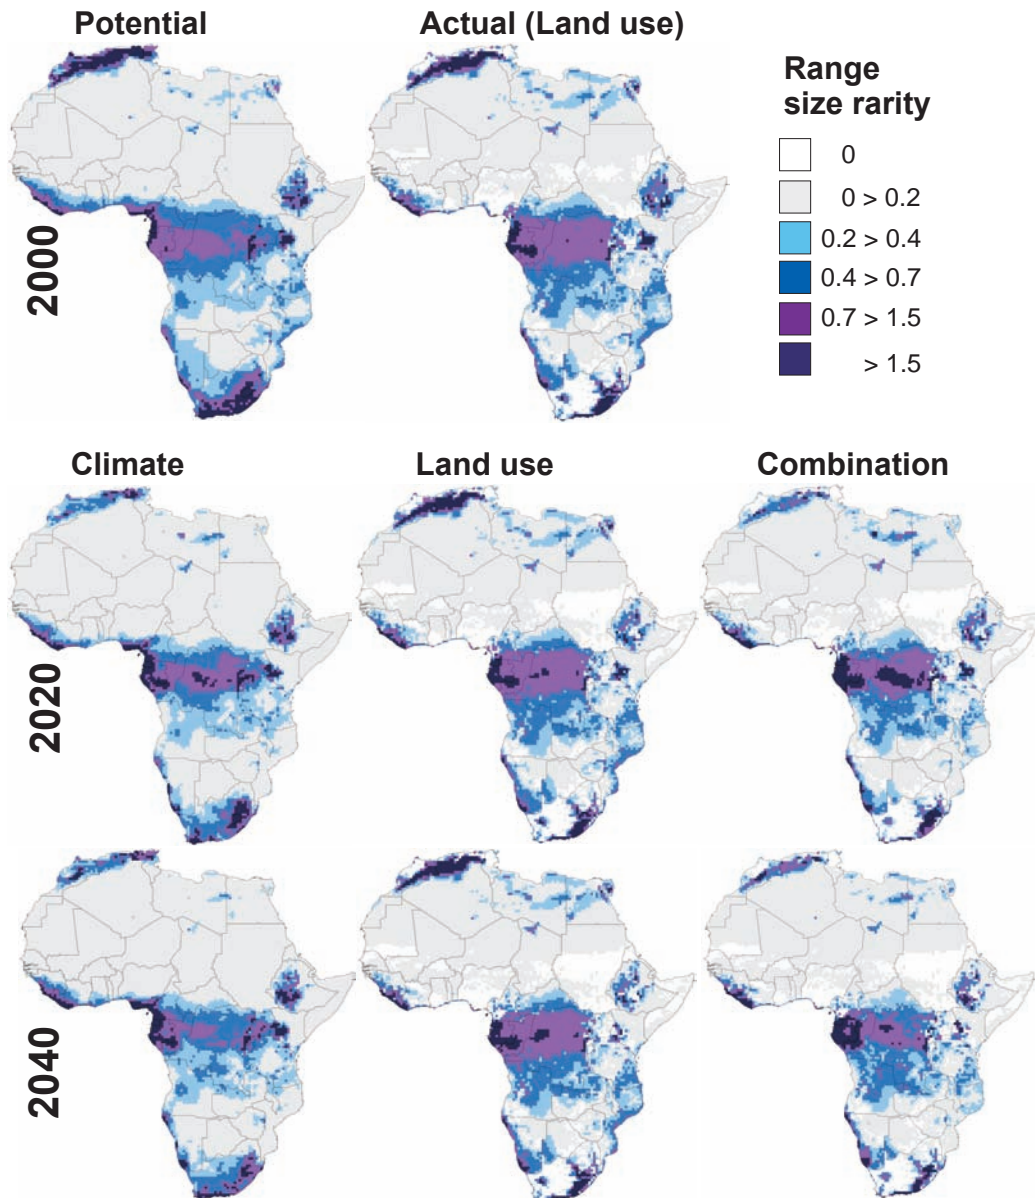 Potential
Actual (Land use)
Range
size rarity
0
0 > 0.2
0.2 > 0.4
0.4 > 0.7
0.7 > 1.5
> 1.5
2000
Climate
Land use
Combination
2020
2040